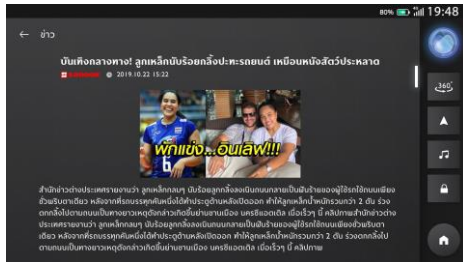 80% 19:48
← ข่าว
บันเทิงกลางทาง! ลูกเหล็กนับร้อยกลิ้งปะทะรถยนต์ เหมือนหนังสัตว์ประหลาด
2019.10.22 15:22
360°
6
พักแข่ง...อินเลิฟ!!!
สำนักข่าวต่างประเทศรายงานว่า ลูกเหล็กกลมๆ นับร้อยลูกกลิ้งลงเนินถนนกลายเป็นฝันร้ายของผู้ใช้รถใช้ถนนเพียง
ชั่วพริบตาเดียว หลังจากที่รถบรรทุกคันหนึ่งได้ทำประตูด้านหลังเปิดออก ทำให้ลูกเหล็กน้ำหนักรวมกว่า 2 ตัน ร่วง
ตกกลิ้งไปตามถนนเป็นทางยาวเหตุดังกล่าวเกิดขึ้นย่านชานเมือง นครซีแอตเติล เมื่อเร็วๆ นี้ คลิปภาพสำนักข่าวต่าง
ประเทศรายงานว่า ลูกเหล็กกลมๆ นับร้อยลูกกลิ้งลงเนินถนนกลายเป็นฝันร้ายของผู้ใช้รถใช้ถนนเพียงชั่วพริบตา
เดียว หลังจากที่รถบรรทุกคันหนึ่งได้ทำประตูด้านหลังเปิดออก ทำให้ลูกเหล็กน้ำหนักรวมกว่า 2 ตัน ร่วงตกกลิ้งไป
ตามถนนเป็นทางยาวเหตุดังกล่าวเกิดขึ้นย่านชานเมือง นครซีแอตเติล เมื่อเร็วๆ นี้ คลิปภาพ